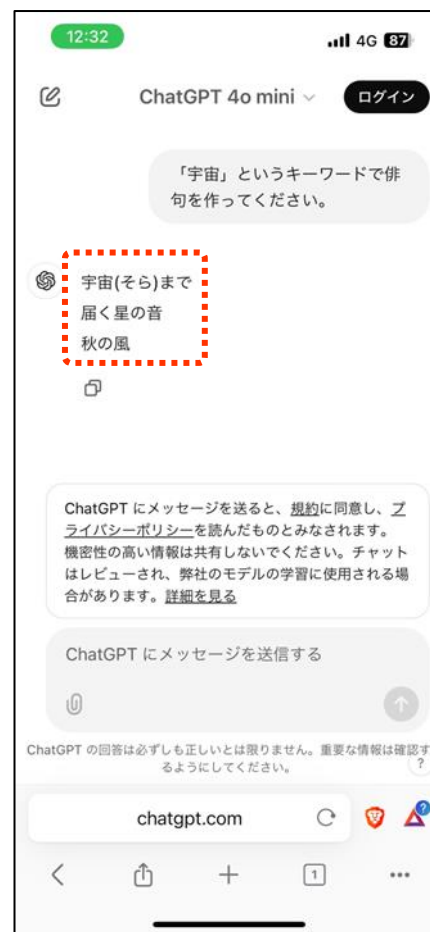 12:32
4G 87
ChatGPT 4o mini
ログイン
「宇宙」というキーワードで俳
句を作ってください。
宇宙(そら)まで
届く星の音
秋の風
ChatGPT にメッセージを送ると、規約に同意し、プ
ライバシーポリシーを読んだものとみなされます。
機密性の高い情報は共有しないでください。チャット
はレビューされ、弊社のモデルの学習に使用される場
合があります。詳細を見る
ChatGPT にメッセージを送信する
ChatGPT の回答は必ずしも正しいとは限りません。重要な情報は確認す
るようにしてください。
?
chatgpt.com
1